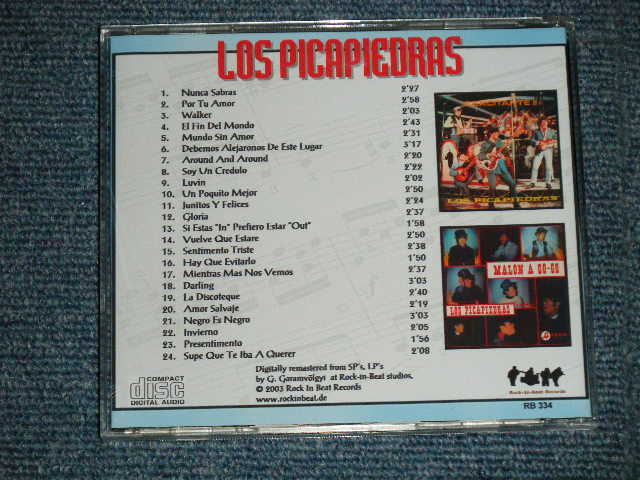 LOS PICAPIEDRAS
1. Nunca Sabras 2'27
2. Por Tu Amor 2'58
3. Walker 2'03
4. El Fin Del Mondo 2'43
5. Mundo Sin Amor 2'31
6. Debemos Alejaronos De Este Lugar 3'17
7. Around And Around 2'20
8. Soy Un Credulo 2'22
9. Luvin 2'02
10. Un Poquito Mejor 2'50
11. Junitos Y Felices 2'24
12. Gloria 2'37
13. Si Estas "In" Prefiero Estar "Out" 1'58
14. Vuelve Que Estare 2'50
15. Sentimento Triste 2'38
16. Hay Que Evitarlo 1'50
17. Mientras Mas Nos Vemos 2'37
18. Darling 3'03
19. La Discoteque 2'40
20. Amor Salvaje 2'19
21. Negro Es Negro 3'03
22. Invierno 2'05
23. Presentimento 1'56
24. Supe Que Te Iba A Querer 2'08
LOS PICAPIEDRAS
MALON A GO-GO
LOS PICAPIEDRAS
COMPACT
disc
DIGITAL AUDIO
Digitally remastered from SP's, LP's
by G. Garamvölgyi at Rock-in-Beat studios,
© 2003 Rock In Beat Records
www.rockinbeat.de
Rock-In-Beat-Records
RB 334